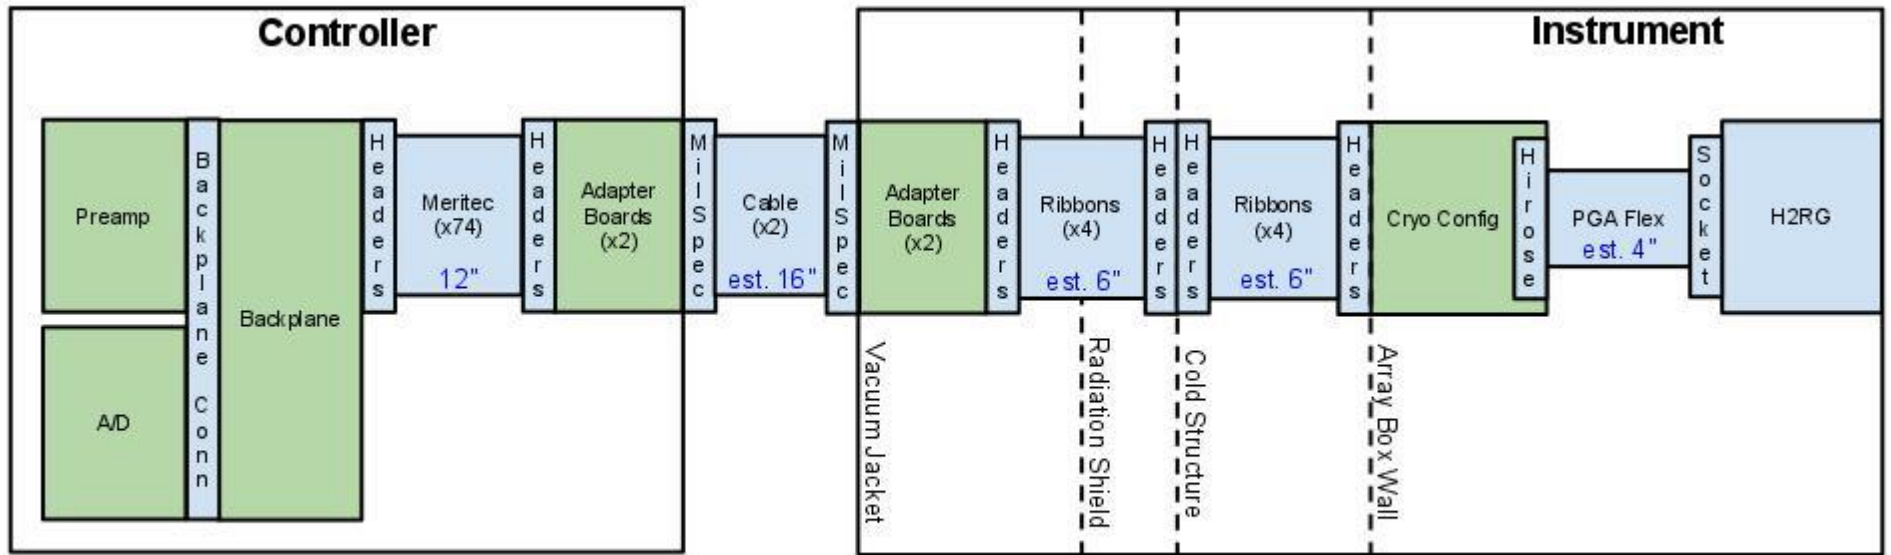 Controller
Instrument
Preamp
A/D
Backplane Conn
Backplane
Headers
Meritec
(x74)
12"
Headers
Adapter
Boards
(x2)
MilSpec
Cable
(x2)
est. 16"
MilSpec
Adapter
Boards
(x2)
Headers
Ribbons
(x4)
est. 6"
Headers
Headers
Ribbons
(x4)
est. 6"
Headers
Cryo Config
Hirose
PGA Flex
est. 4"
Socket
H2RG
Vacuum Jacket
Radiation Shield
Cold Structure
Array Box Wall